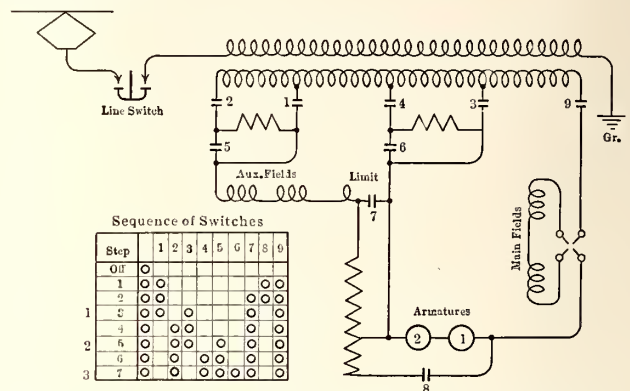 2 1 4 3 9
Line Switch
5 6
Gr.
Aux. Fields Limit
7
Main Fields
Sequence of Switches
Step 1 2 3 4 5 6 7 8 9
Off O
1 O O O O
2 O O O O O
1 3 O O O O O
4 O O O O O
2 5 O O O O O O
6 O O O O O O
3 7 O O O O O O O
Armatures
2 1
8